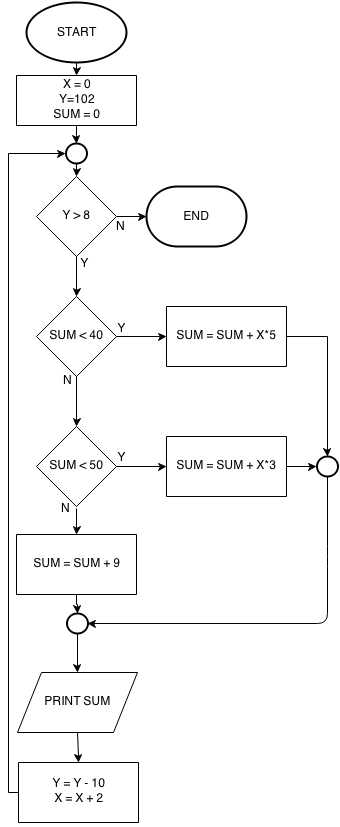 START
X = 0
Y=102
SUM = 0
Y > 8
N
END
Y
SUM < 40
Y
SUM = SUM + X*5
N
SUM < 50
Y
SUM = SUM + X*3
N
SUM = SUM + 9
PRINT SUM
Y = Y - 10
X = X + 2